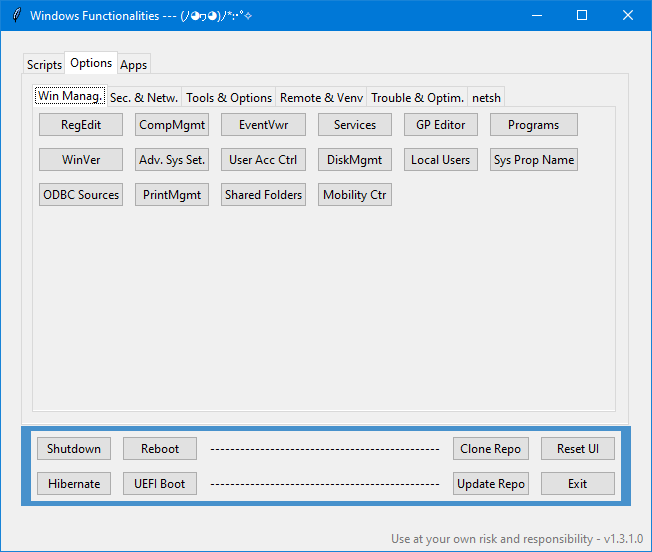 Windows Functionalities --- (ﾉ◕ヮ◕)ﾉ*:･ﾟ✧
Scripts Options Apps
Win Manag. Sec. & Netw. Tools & Options Remote & Venv Trouble & Optim. netsh
RegEdit CompMgmt EventVwr Services GP Editor Programs
WinVer Adv. Sys Set. User Acc Ctrl DiskMgmt Local Users Sys Prop Name
ODBC Sources PrintMgmt Shared Folders Mobility Ctr
Shutdown Reboot ---------------------------------------------- Clone Repo Reset UI
Hibernate UEFI Boot ---------------------------------------------- Update Repo Exit
Use at your own risk and responsibility - v1.3.1.0